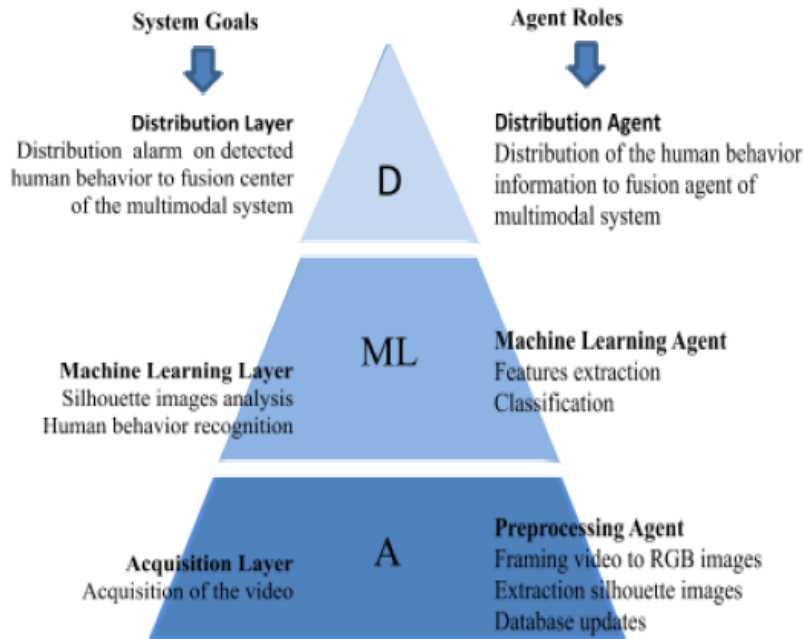 System Goals
Agent Roles
Distribution Layer
Distribution alarm on detected
human behavior to fusion center
of the multimodal system
D
Distribution Agent
Distribution of the human behavior
information to fusion agent of
multimodal system
Machine Learning Layer
Silhouette images analysis
Human behavior recognition
ML
Machine Learning Agent
Features extraction
Classification
Acquisition Layer
Acquisition of the video
A
Preprocessing Agent
Framing video to RGB images
Extraction silhouette images
Database updates